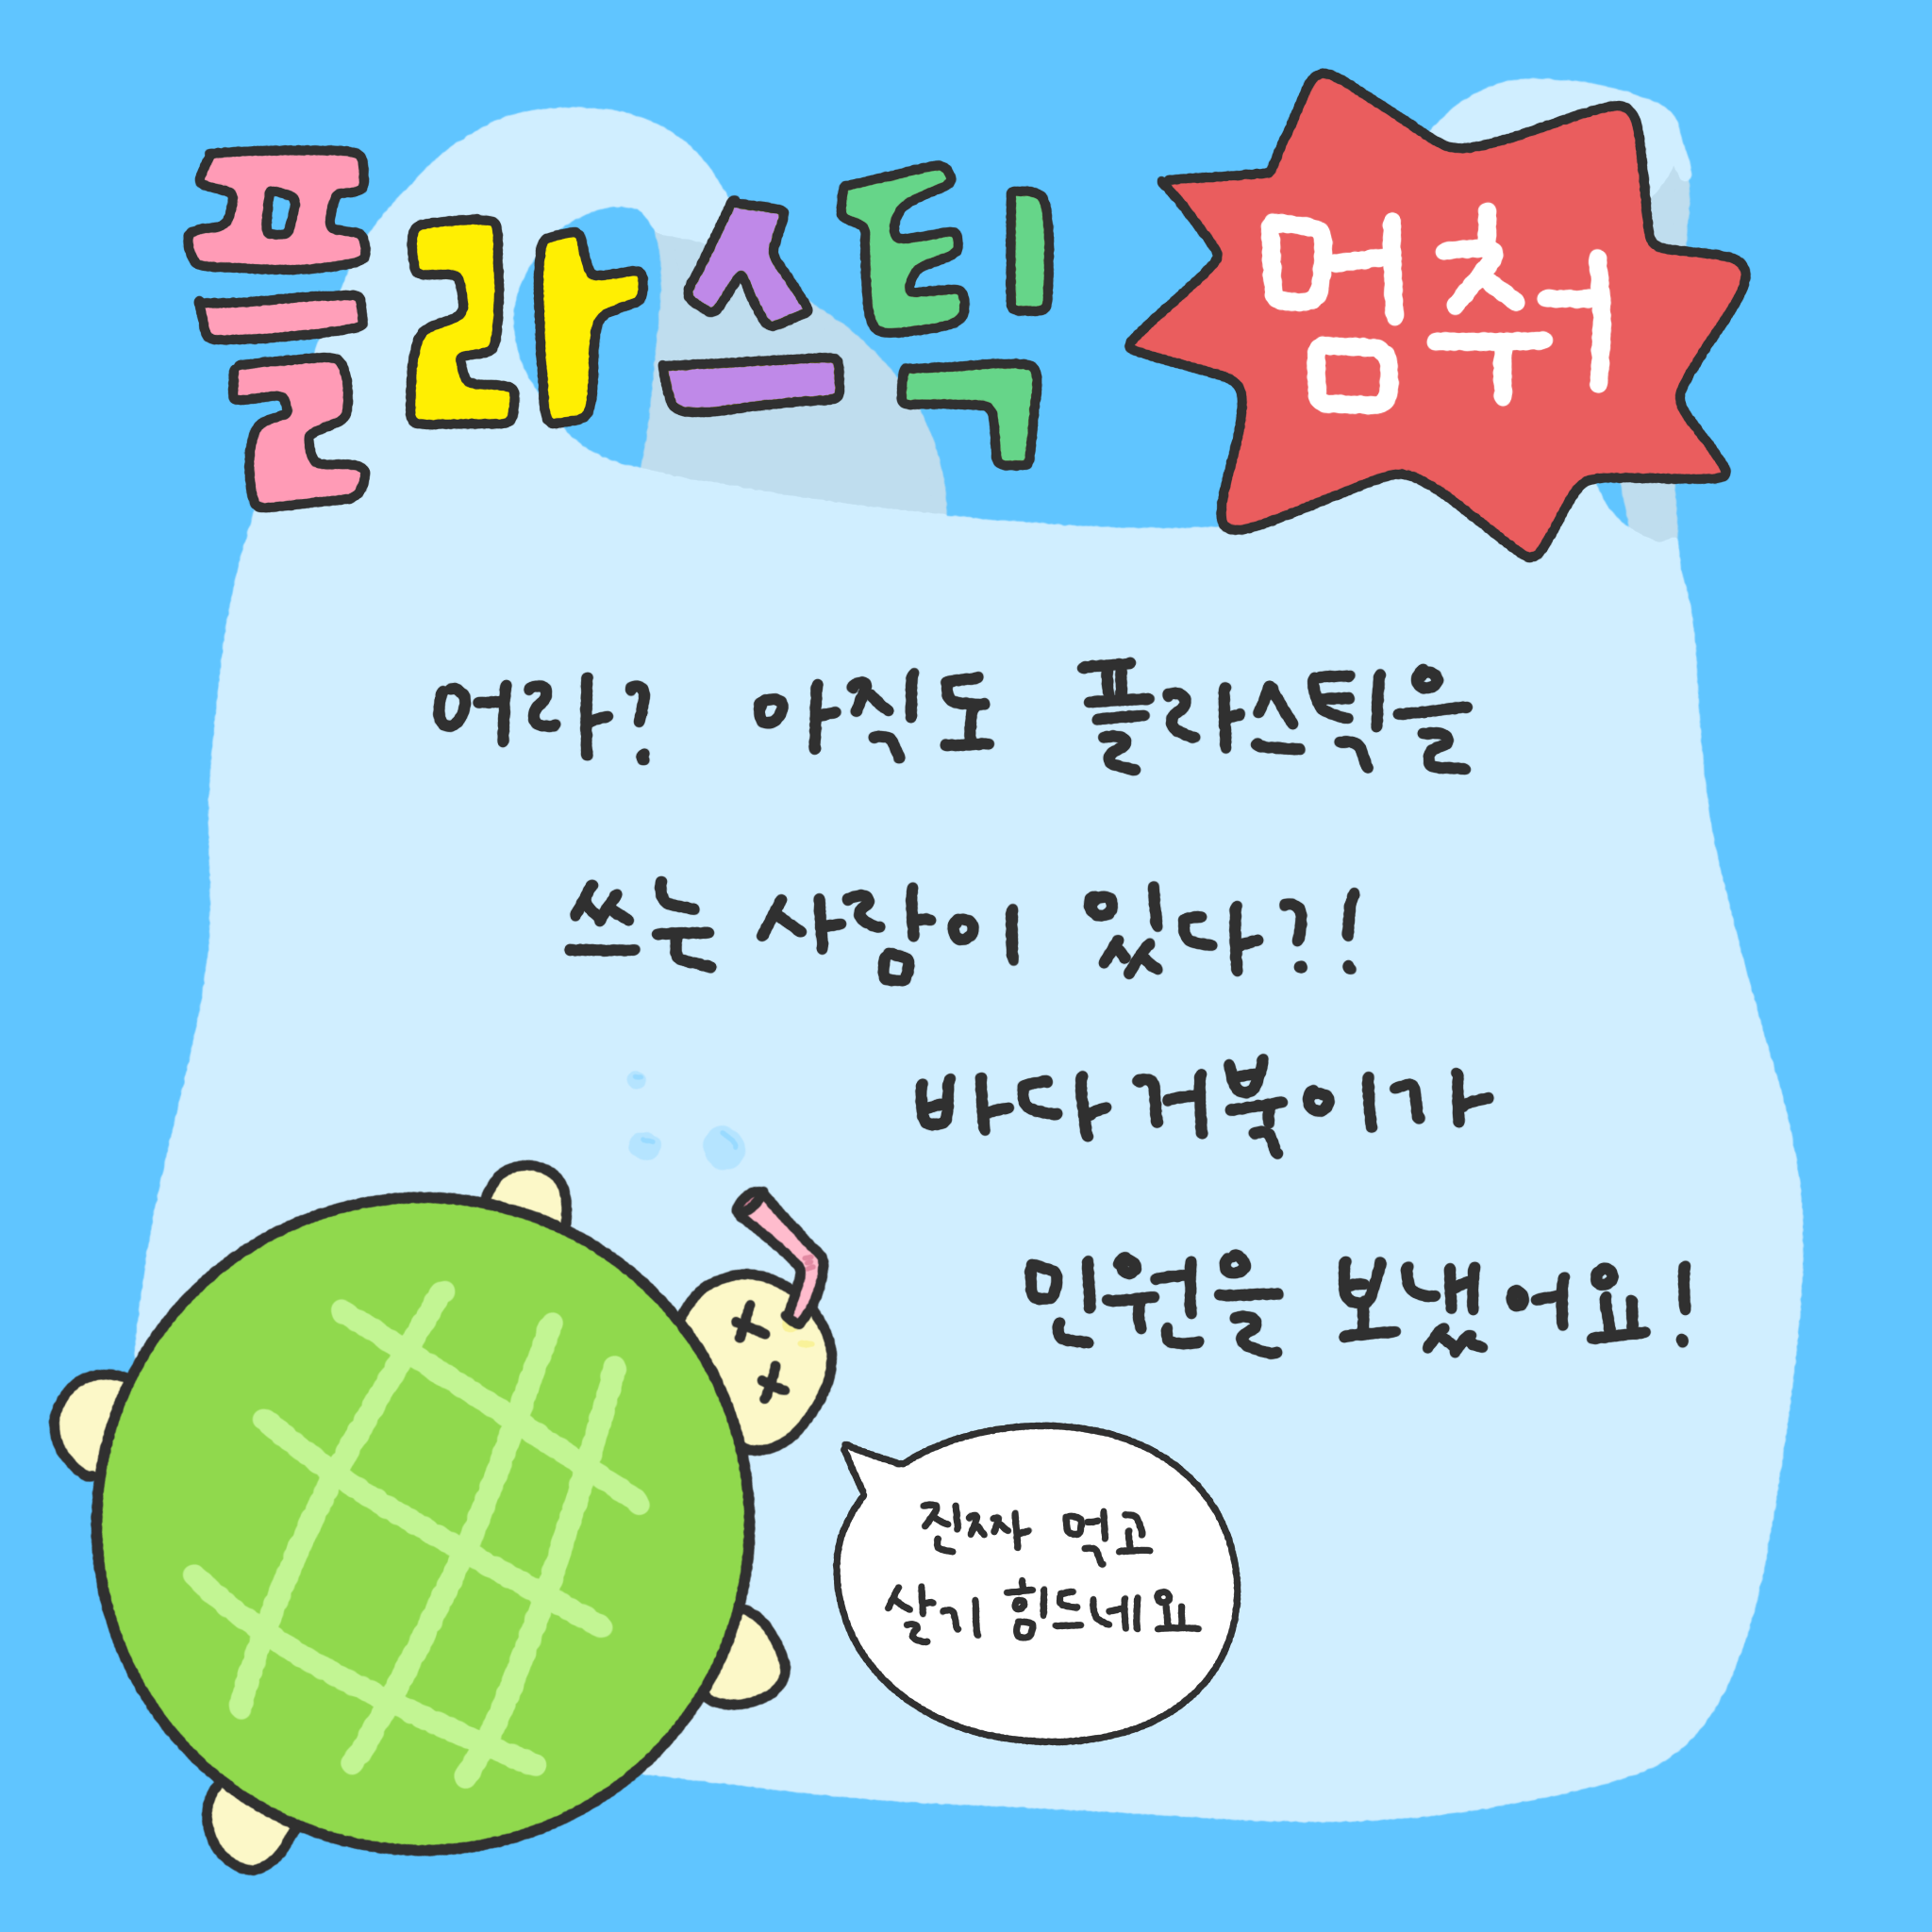 플라스틱 멈춰
어라? 아직도 플라스틱을
쓰는 사람이 있다?!
바다거북이가
민원을 보냈어요!
진짜 먹고
살기 힘드네요